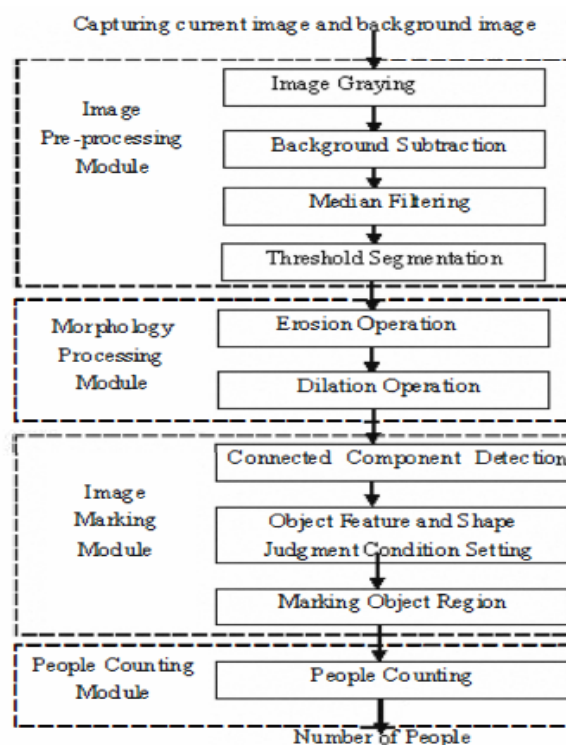 Capturing current image and background image
Image
Pre-processing
Module
Image Graying
Background Subtraction
Median Filtering
Threshold Segmentation
Morphology
Processing
Module
Erosion Operation
Dilation Operation
Image
Marking
Module
Connected Component Detection
Object Feature and Shape
Judgment Condition Setting
Marking Object Region
People Counting
Module
People Counting
Number of People